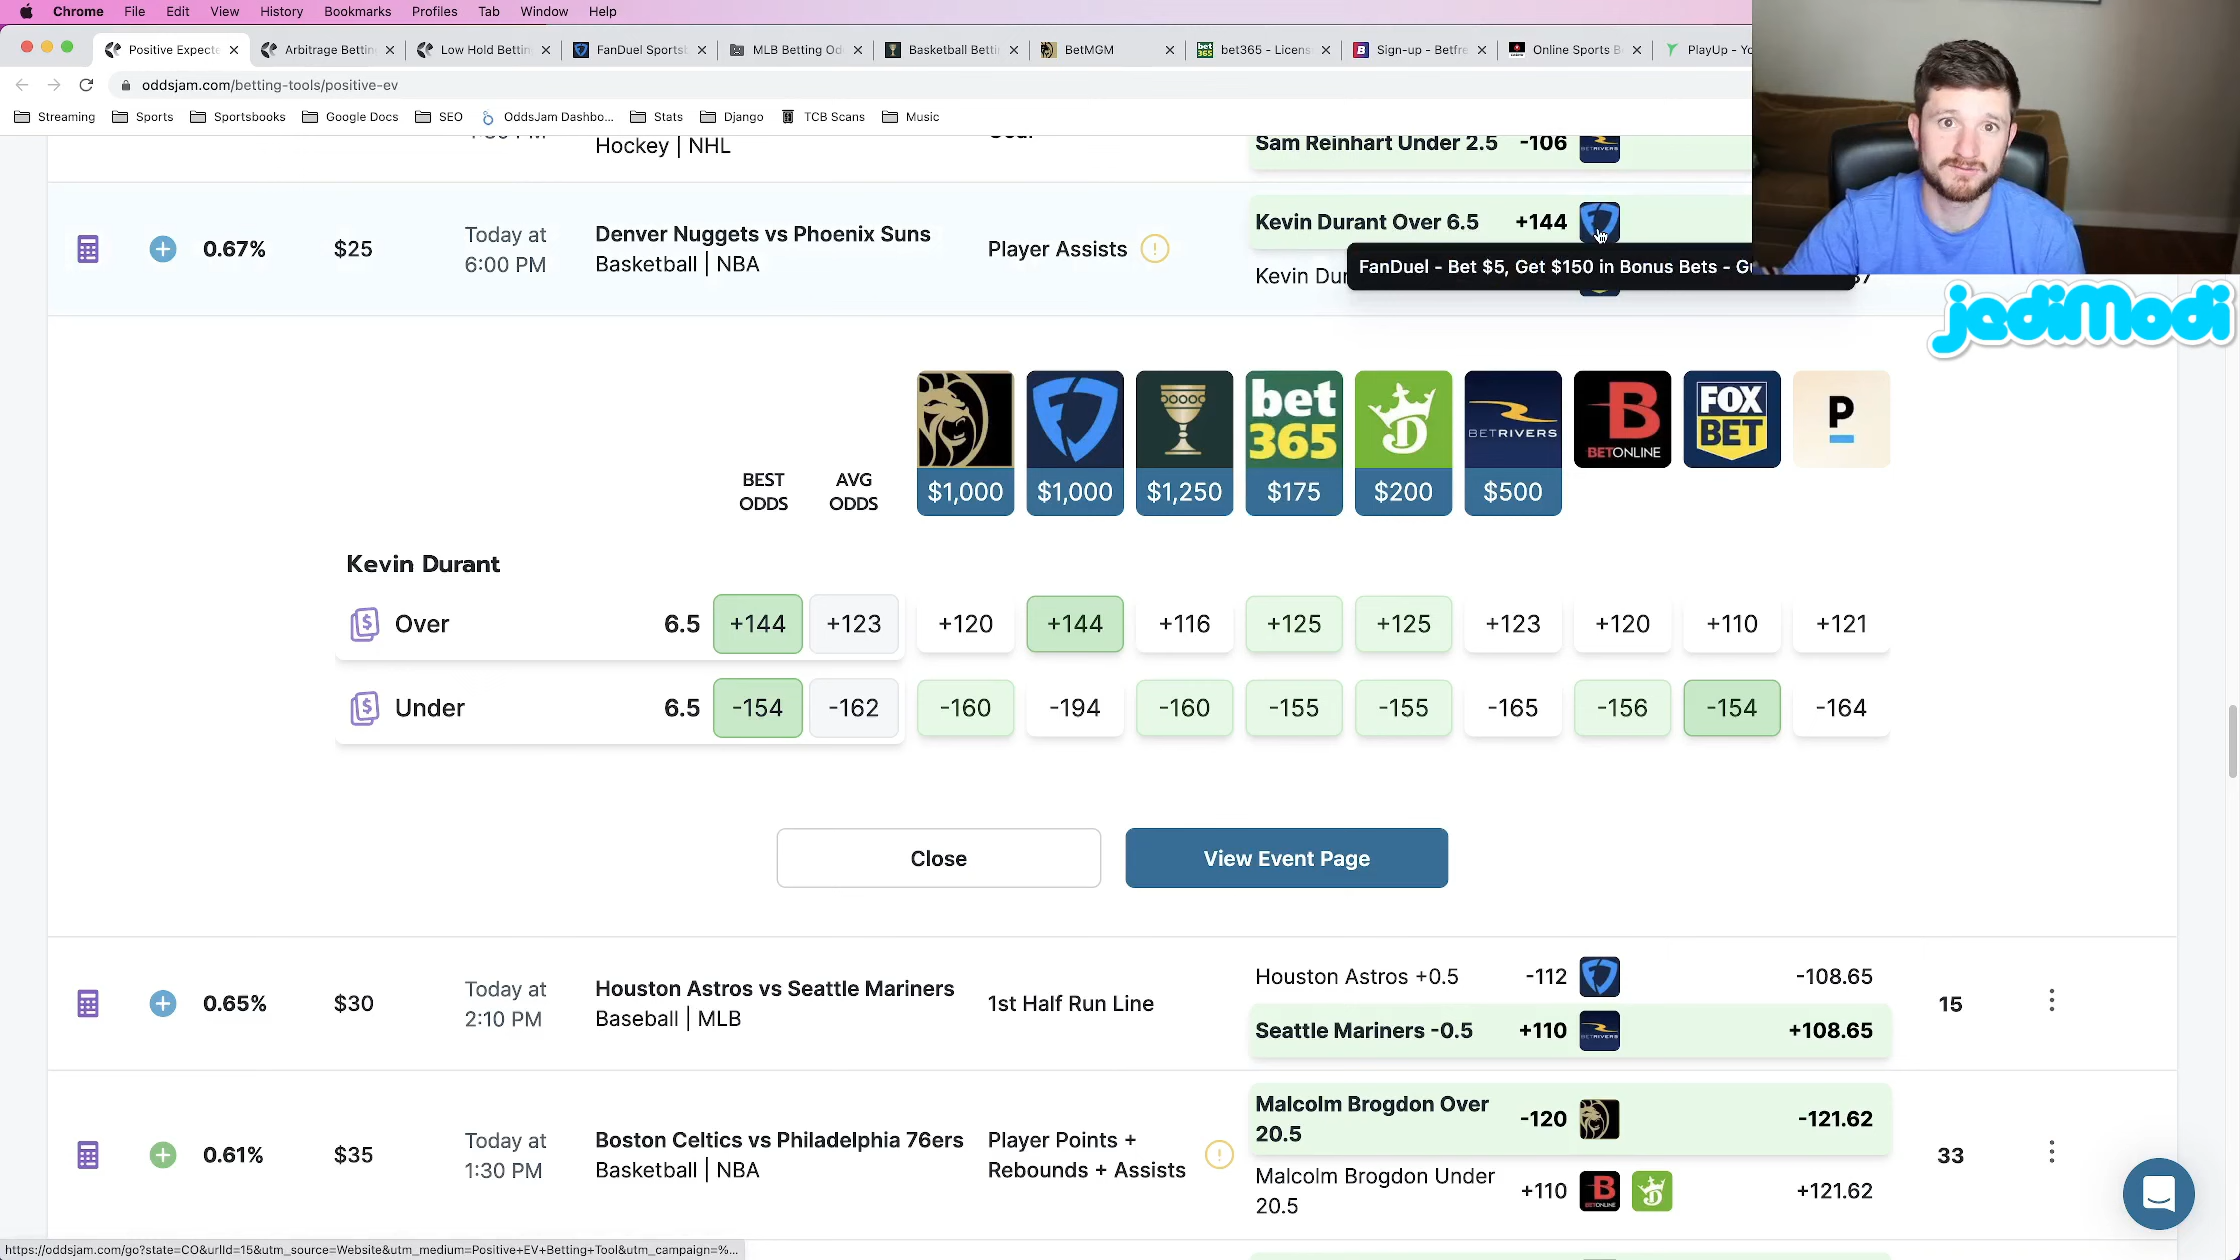 Chrome File Edit View History Bookmarks Profiles Tab Window Help
Positive Expecte Arbitrage Bettin Low Hold Bettin FanDuel Sportsb MLB Betting Od Basketball Betti BetMGM bet365 - Licens Sign-up - Betfre Online Sports B PlayUp - Yo
oddsjam.com/betting-tools/positive-ev
Streaming Sports Sportsbooks Google Docs SEO OddsJam Dashbo... Stats Django TCB Scans Music
Hockey | NHL
Sam Reinhart Under 2.5 -106 BETRIVERS
0.67% $25 Today at 6:00 PM
Denver Nuggets vs Phoenix Suns
Basketball | NBA
Player Assists
Kevin Durant Over 6.5 +144
Kevin Dur
FanDuel - Bet $5, Get $150 in Bonus Bets - Gu
jediModi
BEST ODDS
AVG ODDS
bet365
BETRIVERS
B BETONLINE
FOX BET
P
$1,000 $1,000 $1,250 $175 $200 $500
Kevin Durant
Over 6.5 +144 +123 +120 +144 +116 +125 +125 +123 +120 +110 +121
Under 6.5 -154 -162 -160 -194 -160 -155 -155 -165 -156 -154 -164
Close
View Event Page
0.65% $30 Today at 2:10 PM
Houston Astros vs Seattle Mariners
Baseball | MLB
1st Half Run Line
Houston Astros +0.5 -112 -108.65
Seattle Mariners -0.5 +110 BETRIVERS +108.65
15
0.61% $35 Today at 1:30 PM
Boston Celtics vs Philadelphia 76ers
Basketball | NBA
Player Points +
Rebounds + Assists
Malcolm Brogdon Over
20.5
-120 -121.62
Malcolm Brogdon Under
20.5
+110 B BETONLINE +121.62
33
https://oddsjam.com/go?state=CO&urlId=15&utm_source=Website&utm_medium=Positive+EV+Betting+Tool&utm_campaign=%...